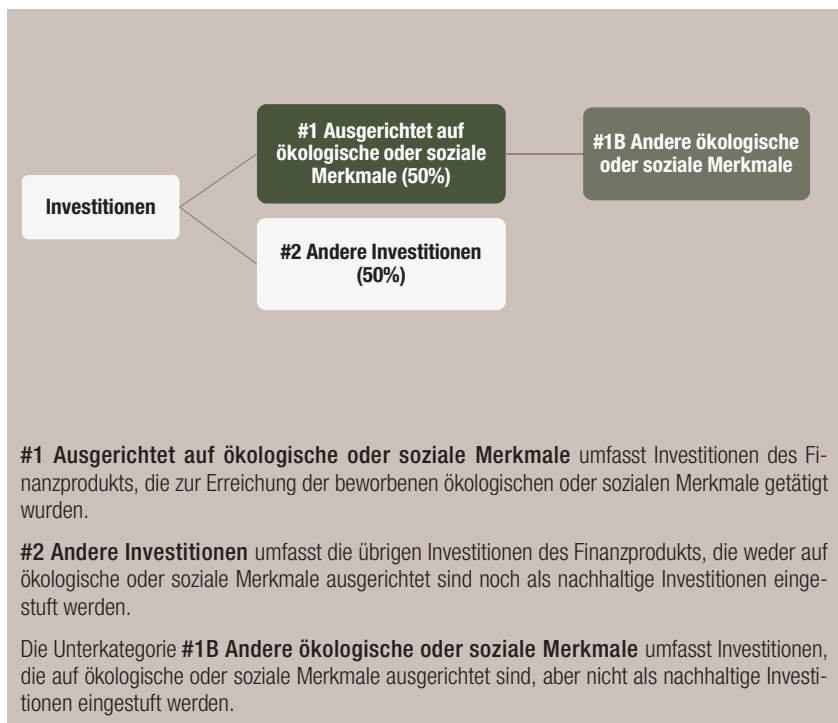 #1 Ausgerichtet auf
ökologische oder soziale
Merkmale (50%)
#1B Andere ökologische
oder soziale Merkmale
Investitionen
#2 Andere Investitionen
(50%)
#1 Ausgerichtet auf ökologische oder soziale Merkmale umfasst Investitionen des Fi-
nanzprodukts, die zur Erreichung der beworbenen ökologischen oder sozialen Merkmale getätigt
wurden.
#2 Andere Investitionen umfasst die übrigen Investitionen des Finanzprodukts, die weder auf
ökologische oder soziale Merkmale ausgerichtet sind noch als nachhaltige Investitionen einge-
stuft werden.
Die Unterkategorie #1B Andere ökologische oder soziale Merkmale umfasst Investitionen,
die auf ökologische oder soziale Merkmale ausgerichtet sind, aber nicht als nachhaltige Investi-
tionen eingestuft werden.